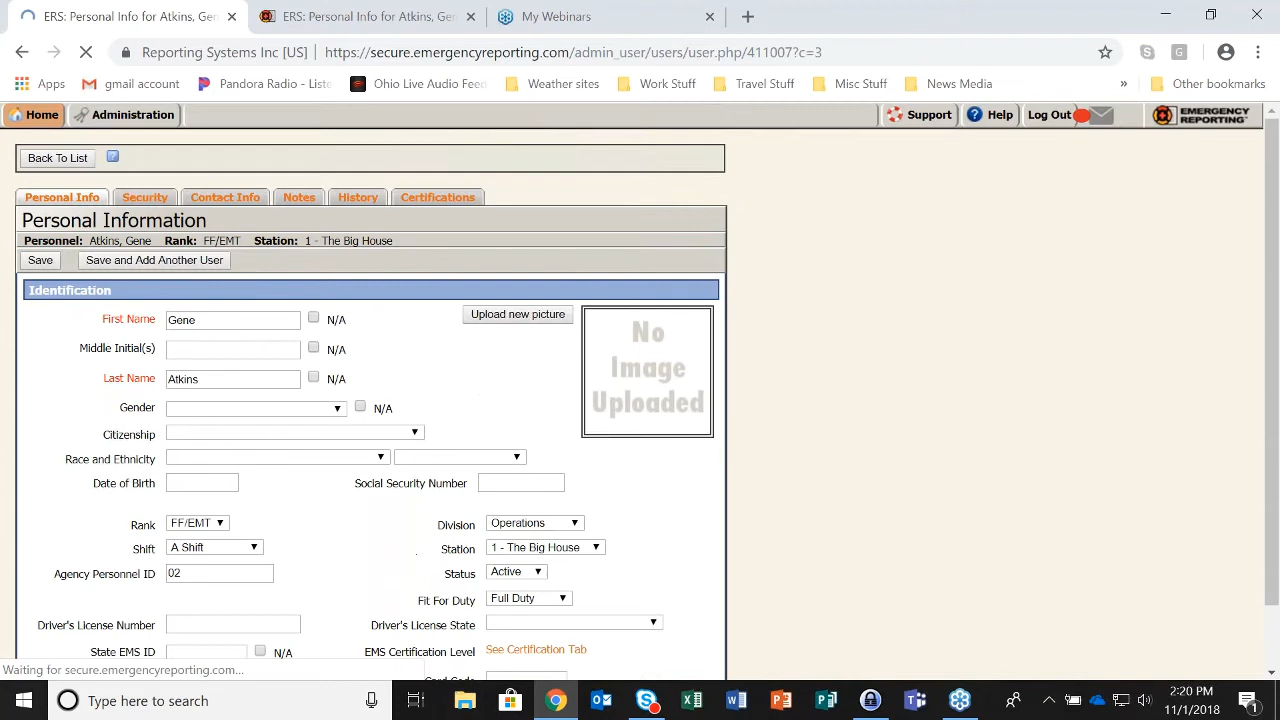 ERS: Personal Info for Atkins, Gen
ERS: Personal Info for Atkins, G
My Webinars
Reporting Systems Inc [US] | https://secure.emergencyreporting.com/admin_user/users/user.php/411007?c=3
Apps gmail account Pandora Radio - Liste Ohio Live Audio Feed Weather sites Work Stuff Travel Stuff Misc Stuff News Media » Other bookmarks
Home Administration Support Help Log Out EMERGENCY REPORTING
Back To List ?
Personal Info Security Contact Info Notes History Certifications
Personal Information
Personnel: Atkins, Gene Rank: FF/EMT Station: 1 - The Big House
Save Save and Add Another User
Identification
First Name Gene N/A Upload new picture
Middle Initial(s) N/A
Last Name Atkins N/A
No
Image
Uploaded
Gender N/A
Citizenship
Race and Ethnicity
Date of Birth Social Security Number
Rank FF/EMT Division Operations
Shift A Shift Station 1 - The Big House
Agency Personnel ID 02 Status Active
Fit For Duty Full Duty
Driver's License Number Driver's License State
State EMS ID N/A EMS Certification Level See Certification Tab
Waiting for secure.emergencyreporting.com...
Card Code
Type here to search
2:20 PM
11/1/2018